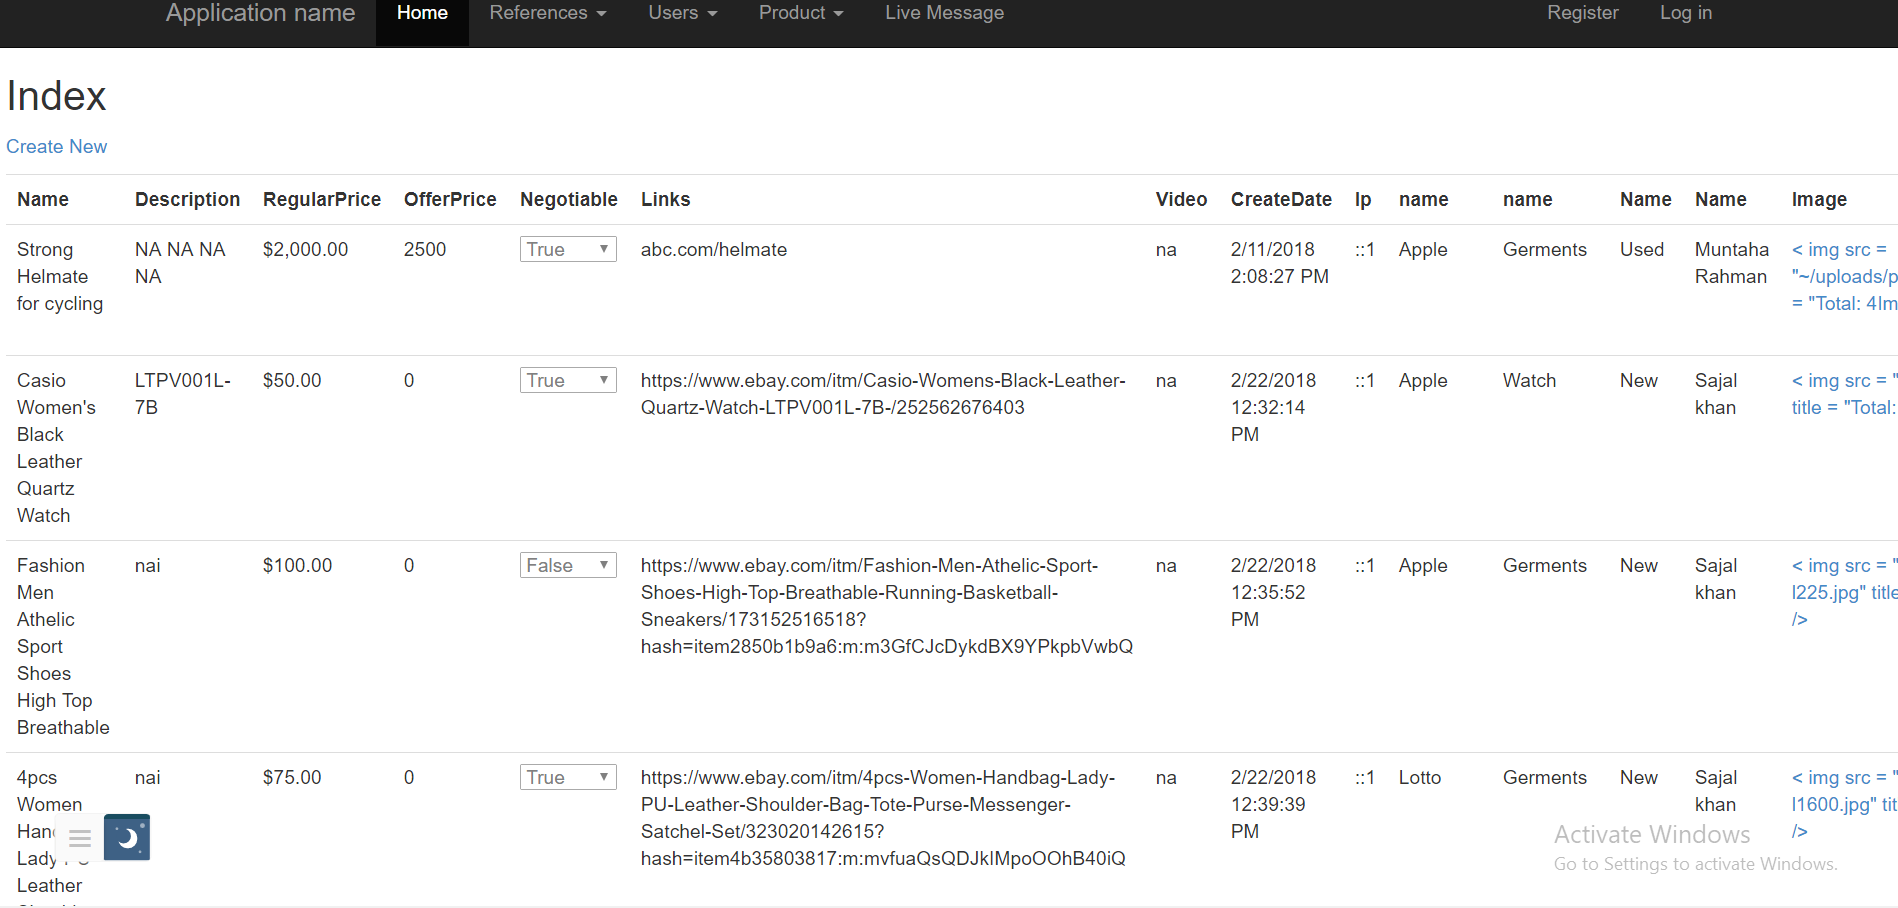 Application name Home References Users Product Live Message Register Log in
Index
Create New
Name Description RegularPrice OfferPrice Negotiable Links Video CreateDate Ip name name Name Name Image
Strong NA NA NA $2,000.00 2500 True abc.com/helmate na 2/11/2018 ::1 Apple Germents Used Muntaha < img src =
Helmate NA 2:08:27 PM Rahman "~/uploads/p
for cycling = "Total: 4Im
Casio LTPV001L- $50.00 0 True https://www.ebay.com/itm/Casio-Womens-Black-Leather- na 2/22/2018 ::1 Apple Watch New Sajal < img src = "
Women's 7B Quartz-Watch-LTPV001L-7B-/252562676403 12:32:14 khan title = "Total:
Black PM
Leather
Quartz
Watch
Fashion nai $100.00 0 False https://www.ebay.com/itm/Fashion-Men-Athelic-Sport- na 2/22/2018 ::1 Apple Germents New Sajal < img src = "
Men Shoes-High-Top-Breathable-Running-Basketball- 12:35:52 khan l225.jpg" title
Athelic Sneakers/173152516518? PM />
Sport hash=item2850b1b9a6:m:m3GfCJcDykdBX9YPkpbVwbQ
Shoes
High Top
Breathable
4pcs nai $75.00 0 True https://www.ebay.com/itm/4pcs-Women-Handbag-Lady- na 2/22/2018 ::1 Lotto Germents New Sajal < img src = "
Women PU-Leather-Shoulder-Bag-Tote-Purse-Messenger- 12:39:39 khan l1600.jpg" tit
Satchel-Set/323020142615? PM />
Lady hash=item4b35803817:m:mvfuaQsQDJkIMpoOOhB40iQ
Leather
Activate Windows
Go to Settings to activate Windows.